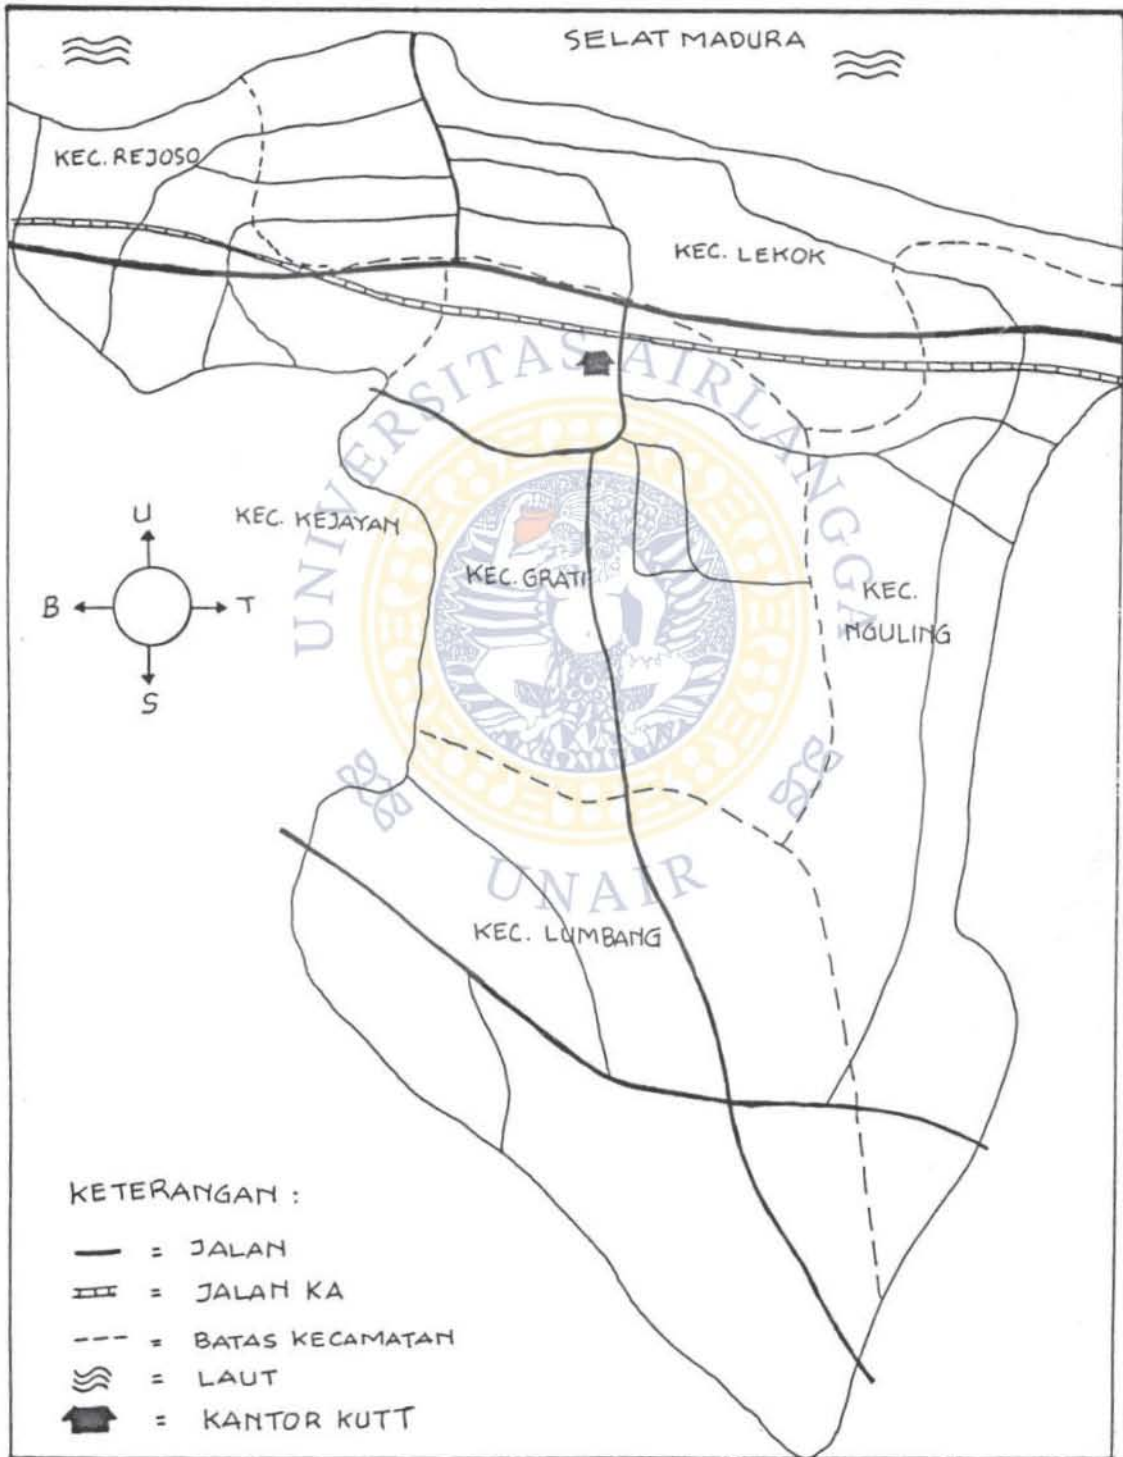 SELAT MADURA
KEC. REJOSO
KEC. LEKOK
UNIVERSITAS AIRLANGGA
KEC. KEJAYAN
U
B
T
S
KEC. GRATI
KEC.
NGULING
UNAIR
KEC. LUMBANG
KETERANGAN :
= JALAN
= JALAN KA
= BATAS KECAMATAN
= LAUT
= KANTOR KUTT